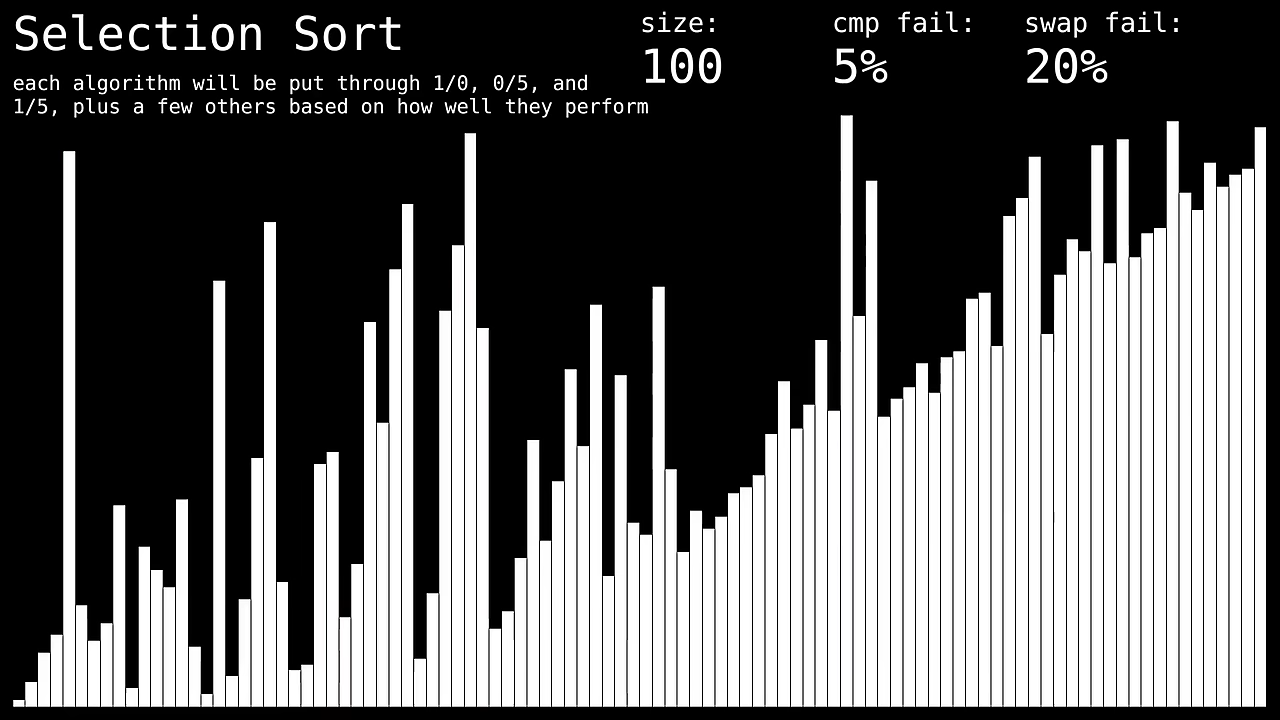 Selection Sort
each algorithm will be put through 1/0, 0/5, and
1/5, plus a few others based on how well they perform
size:
100
cmp fail:
5%
swap fail:
20%